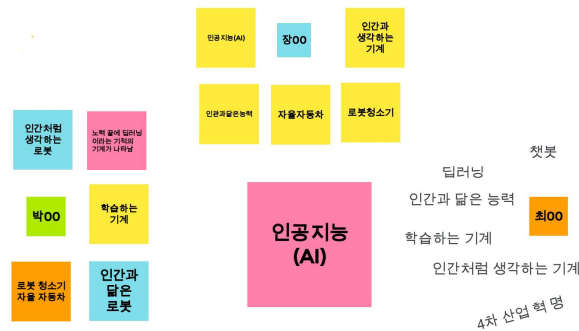 인공지능(AI)
장00
인간과
생각하는
기계
인관과닮은능력
자율자동차
로봇청소기
인간처럼
생각하는
로봇
노력 끝에 딥러닝
이라는 기적의
기계가 나타남
박00
학습하는
기계
로봇 청소기
자율 자동차
인간과
닮은
로봇
인공지능
(AI)
챗봇
딥러닝
인간과 닮은 능력
최00
학습하는 기계
인간처럼 생각하는 기계
4차 산업 혁 명